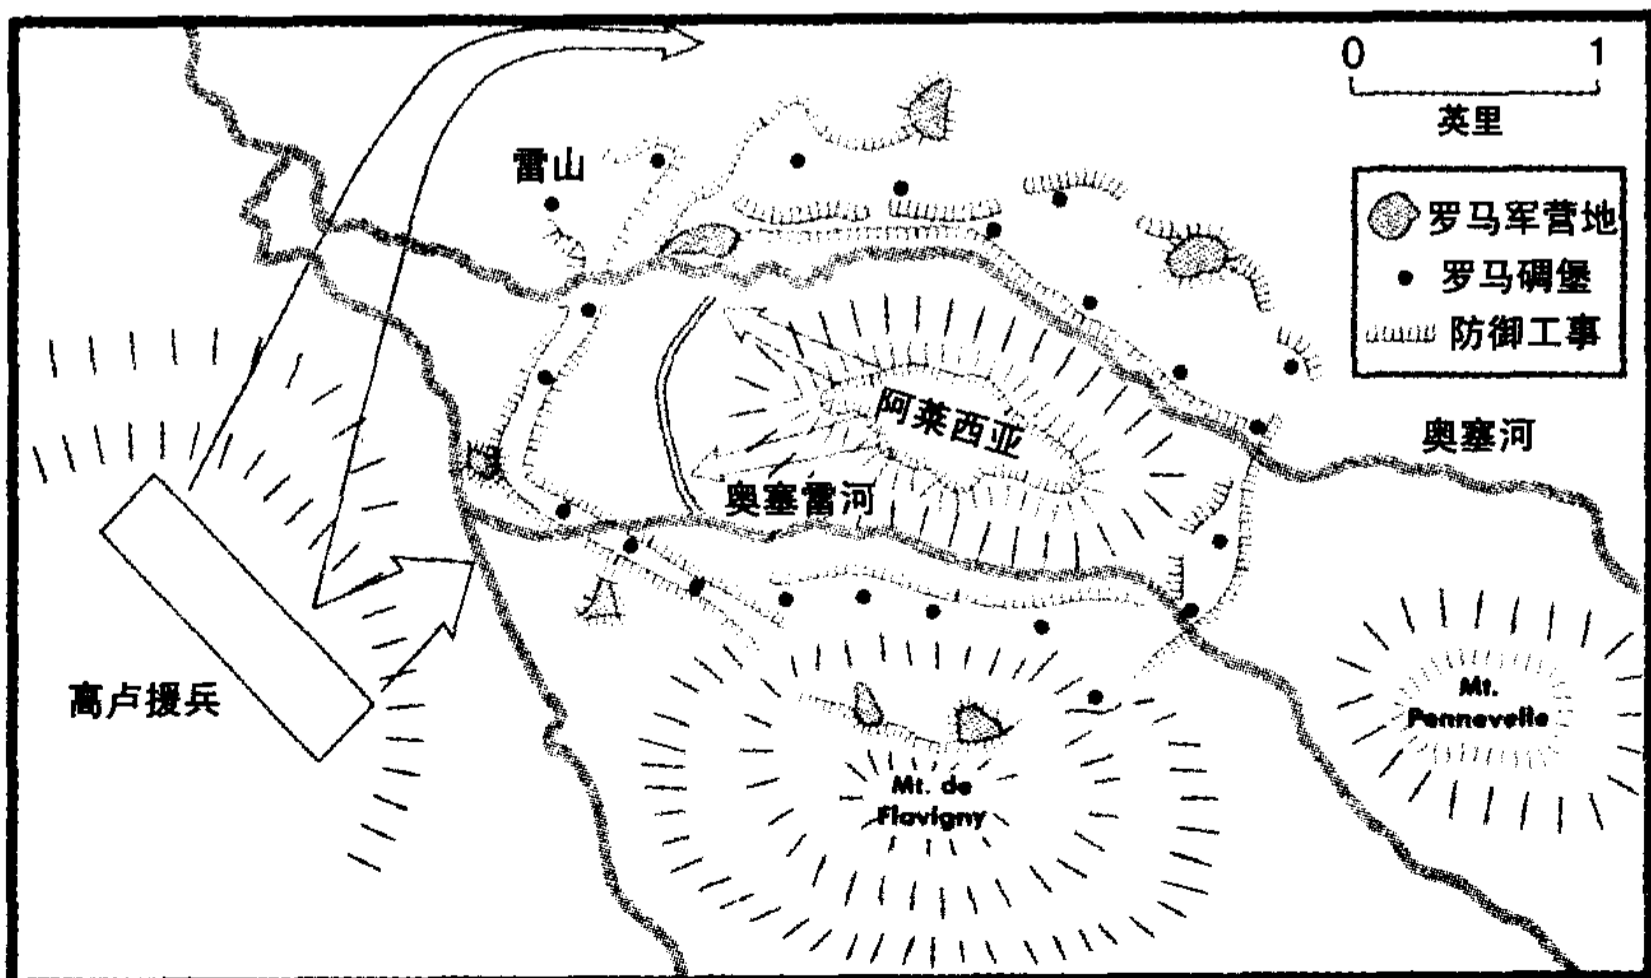 0 1
英里
雷山
罗马军营地
罗马碉堡
防御工事
阿莱西亚
奥塞河
奥塞雷河
高卢援兵
Mt.
Pennevelle
Mt. de
Flavigny